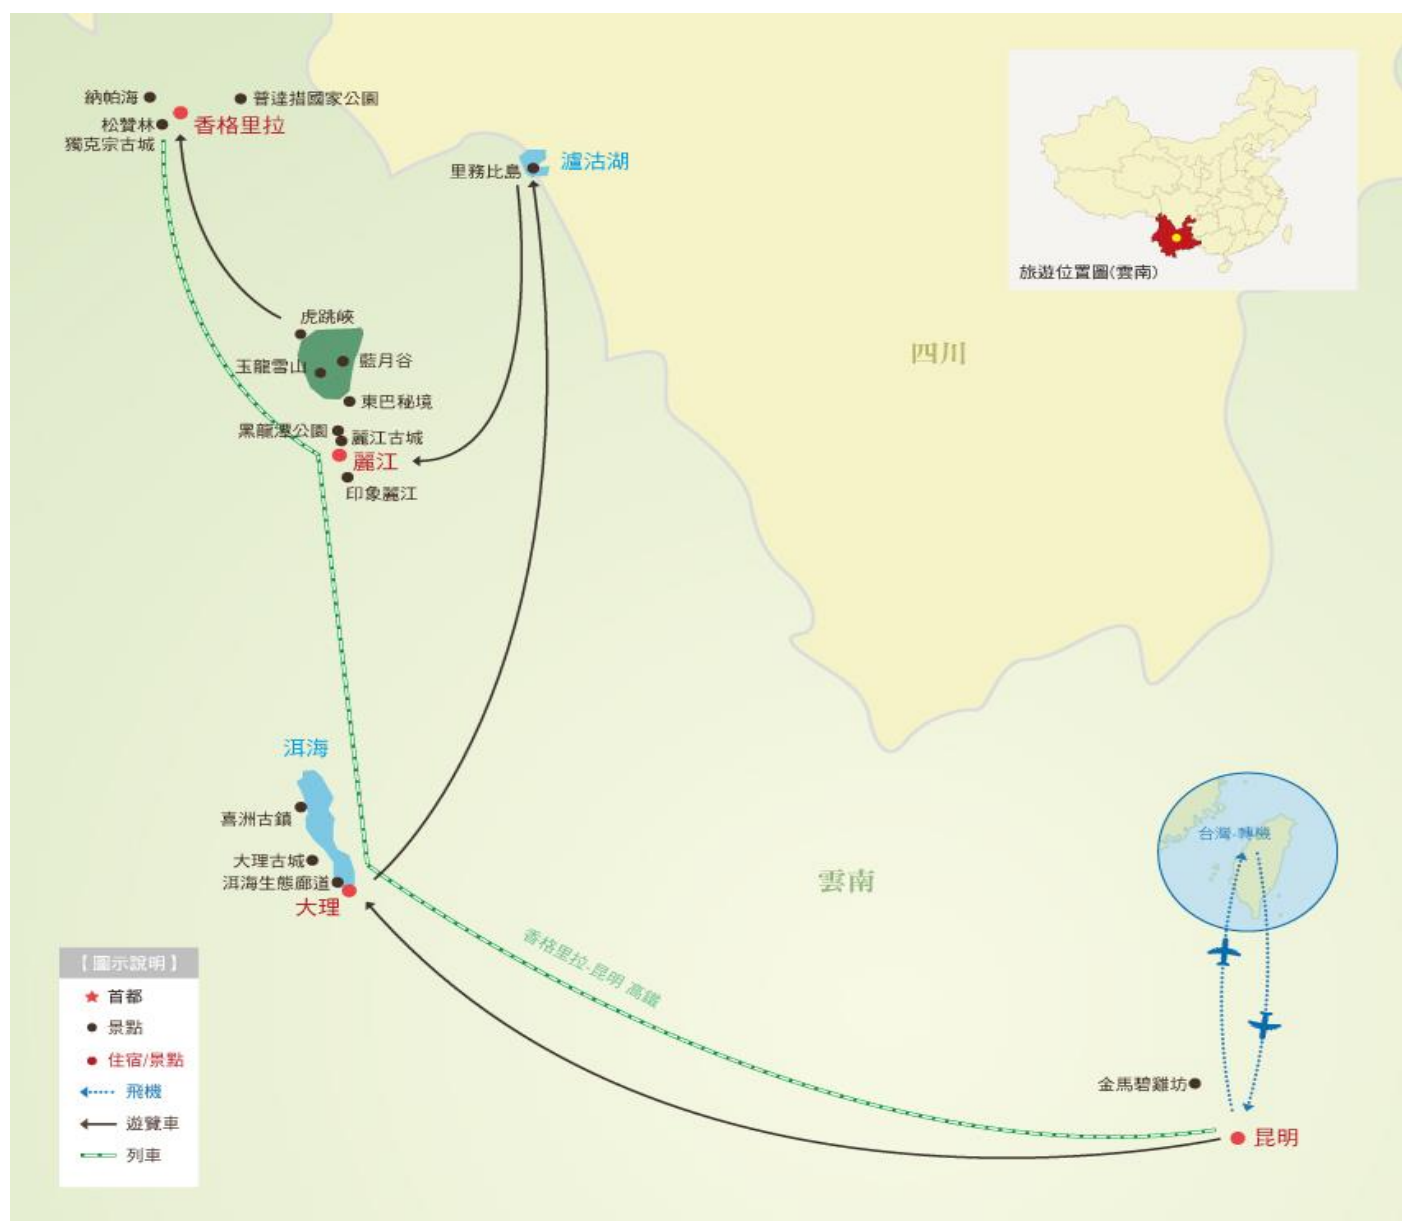 納帕海
普達措國家公園
香格里拉
松贊林
獨克宗古城
里務比島
瀘沽湖
旅遊位置圖(雲南)
虎跳峽
四川
玉龍雪山
藍月谷
東巴秘境
黑龍潭公園
麗江古城
麗江
印象麗江
洱海
喜洲古鎮
台灣-轉機
大理古城
洱海生態廊道
雲南
大理
香格里拉-昆明 高鐵
【圖示說明】
首都
景點
住宿/景點
飛機
遊覽車
列車
金馬碧雞坊
昆明